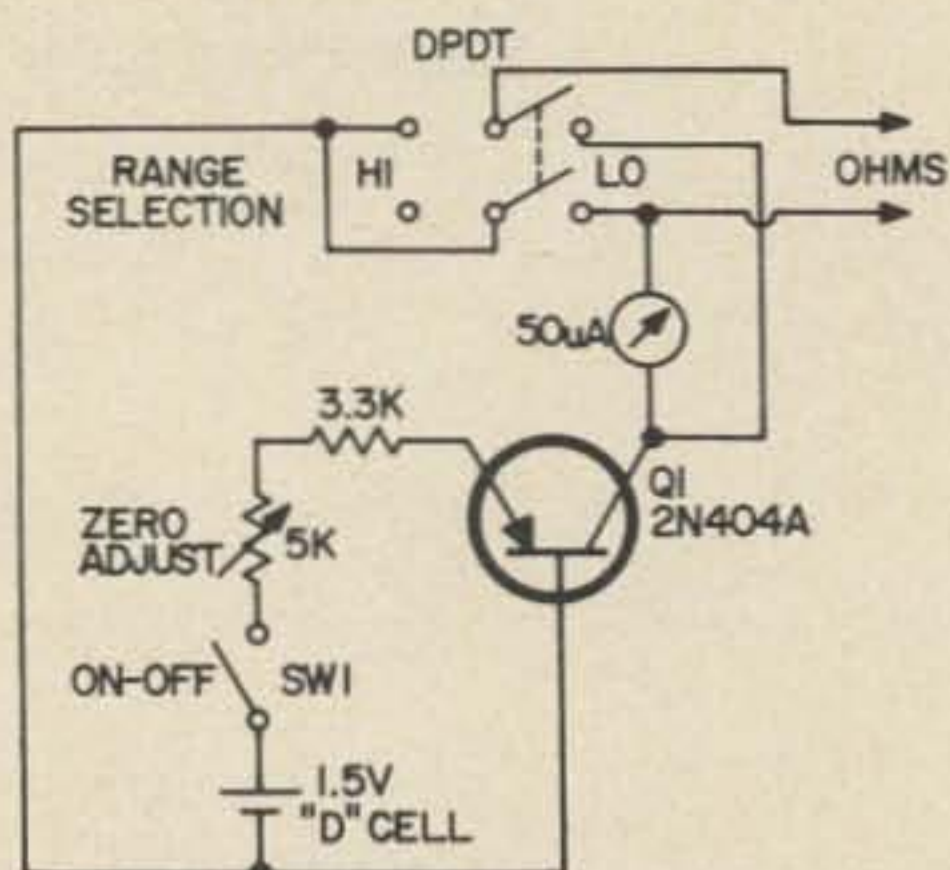 DPDT
RANGE
SELECTION
HI
LO
OHMS
50uA
3.3K
ZERO
ADJUST
5K
Q1
2N404A
ON-OFF
SW1
1.5V
"D" CELL